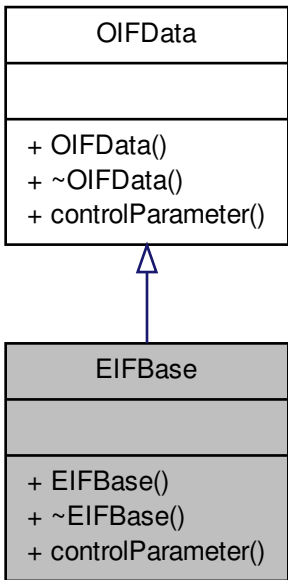 OIFData
+ OIFData()
+ ~OIFData()
+ controlParameter()
EIFBase
+ EIFBase()
+ ~EIFBase()
+ controlParameter()